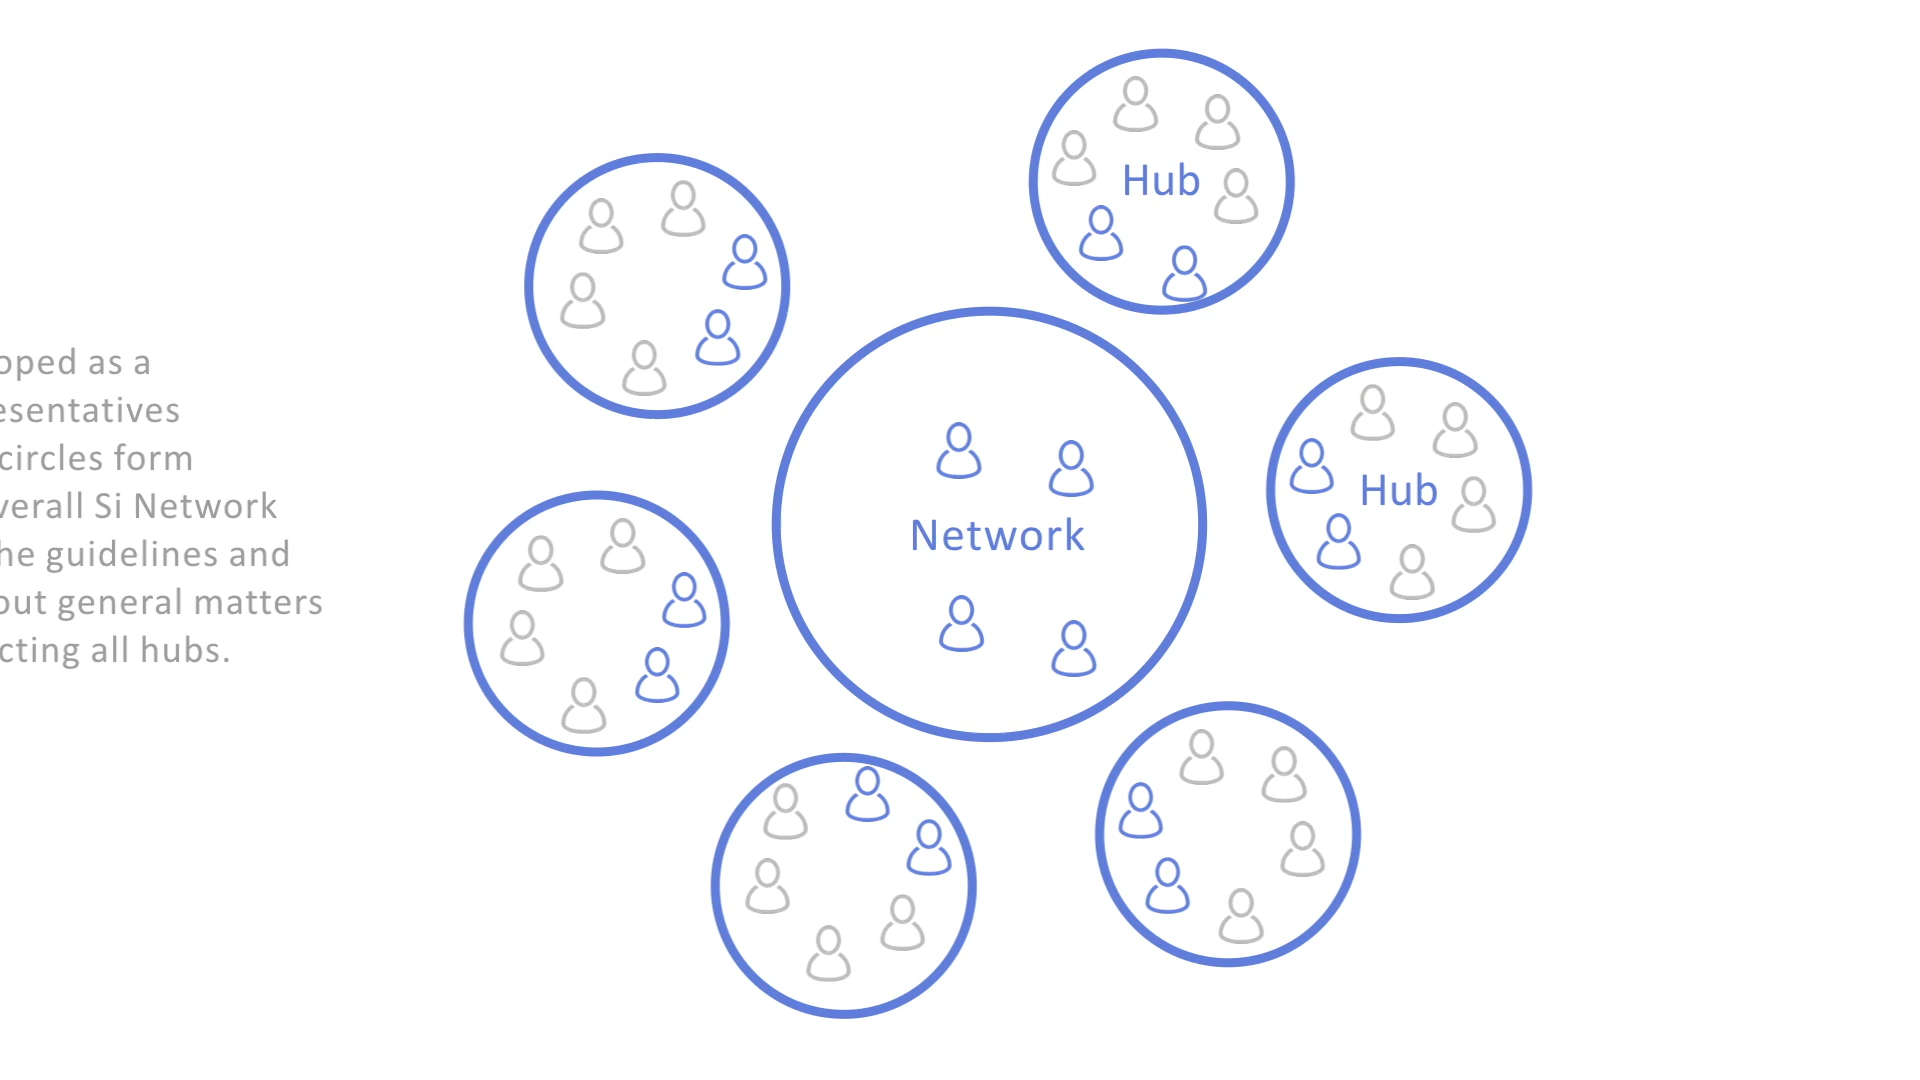 oped as a
esentatives
circles form
verall Si Network
he guidelines and
out general matters
cting all hubs.
Hub
Hub
Network